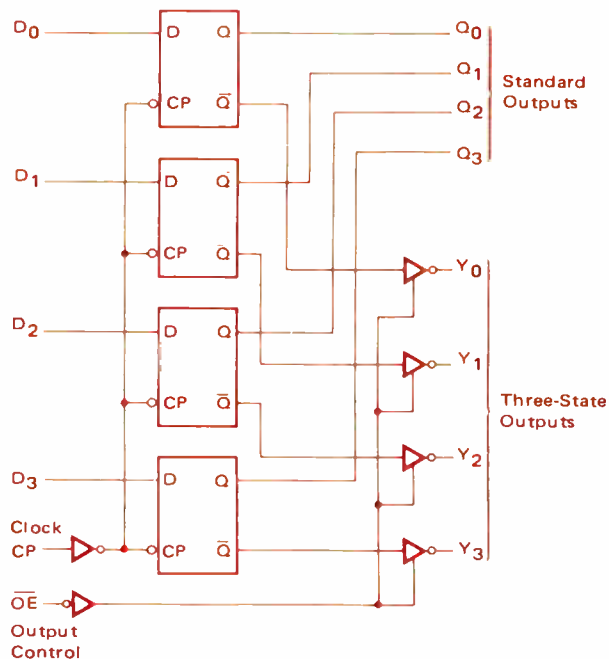 D0 D Q Q0
Q1
Standard
Outputs
CP Q̅ Q2
Q3
D1 D Q
CP Q̅
Y0
D2 D Q
Y1
CP Q̅
Three-State
Outputs
Y2
D3 D Q
Clock
CP CP Q̅ Y3
O̅E̅
Output
Control